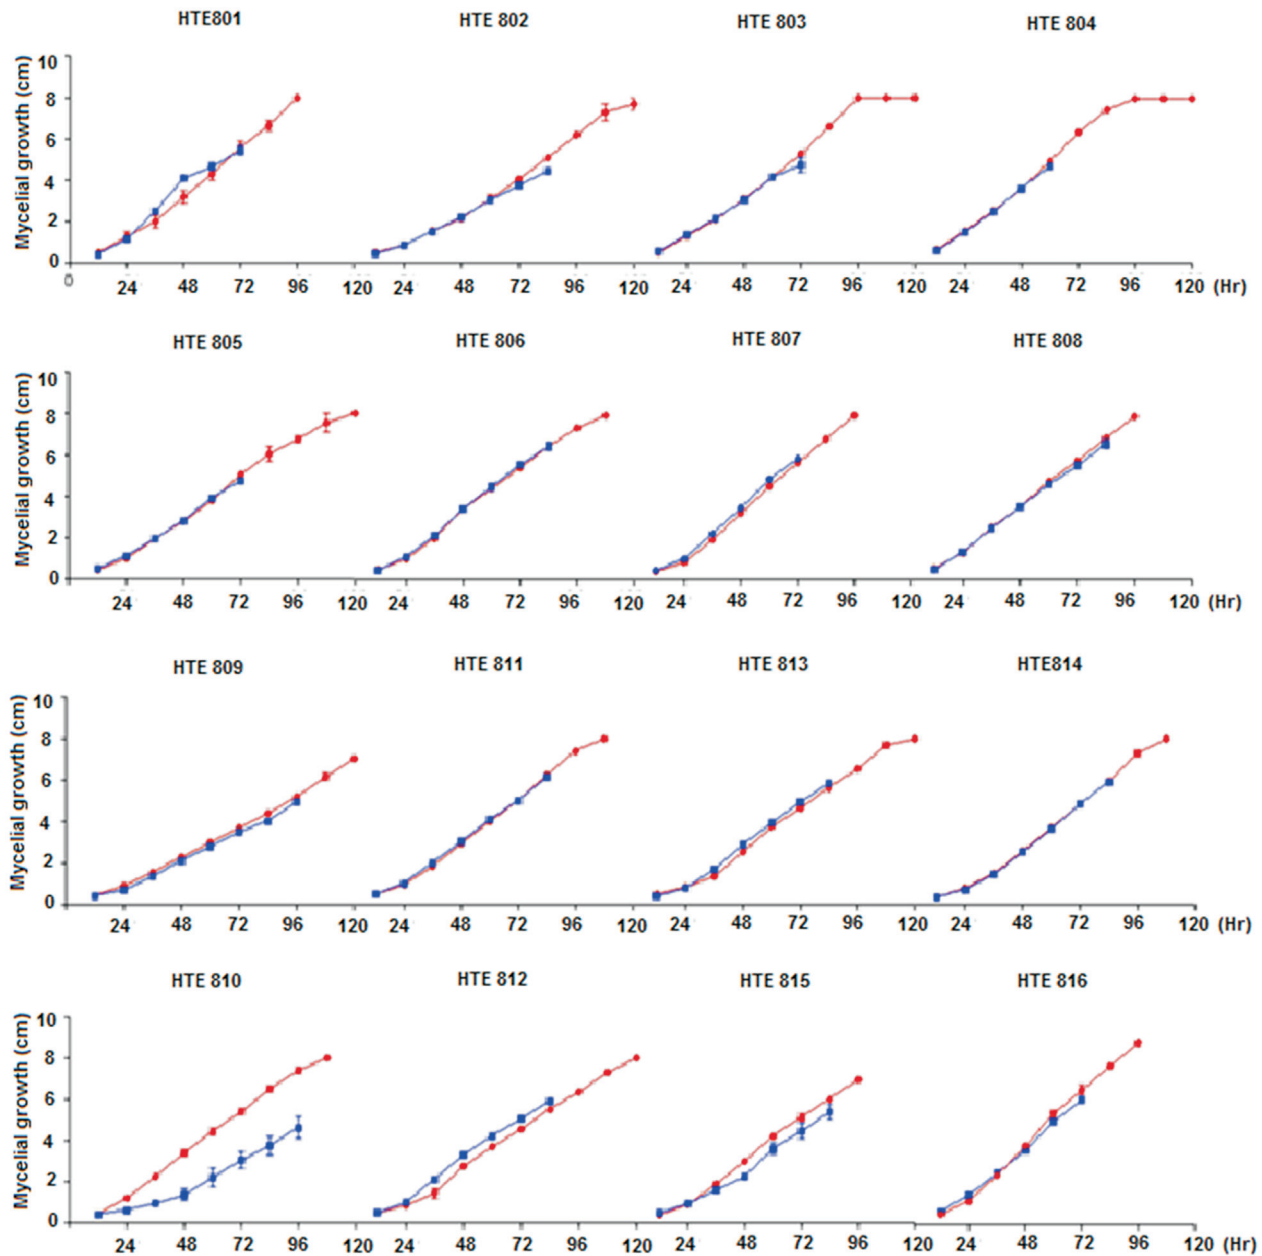 HTE801 HTE 802 HTE 803 HTE 804
Mycelial growth (cm)
10
8
6
4
2
0
0 24 48 72 96 120 24 48 72 96 120 24 48 72 96 120 24 48 72 96 120 (Hr)
HTE 805 HTE 806 HTE 807 HTE 808
Mycelial growth (cm)
10
8
6
4
2
0
24 48 72 96 120 24 48 72 96 120 24 48 72 96 120 24 48 72 96 120 (Hr)
HTE 809 HTE 811 HTE 813 HTE814
Mycelial growth (cm)
10
8
6
4
2
0
24 48 72 96 120 24 48 72 96 120 24 48 72 96 120 24 48 72 96 120 (Hr)
HTE 810 HTE 812 HTE 815 HTE 816
Mycelial growth (cm)
10
8
6
4
2
0
24 48 72 96 120 24 48 72 96 120 24 48 72 96 120 24 48 72 96 120 (Hr)